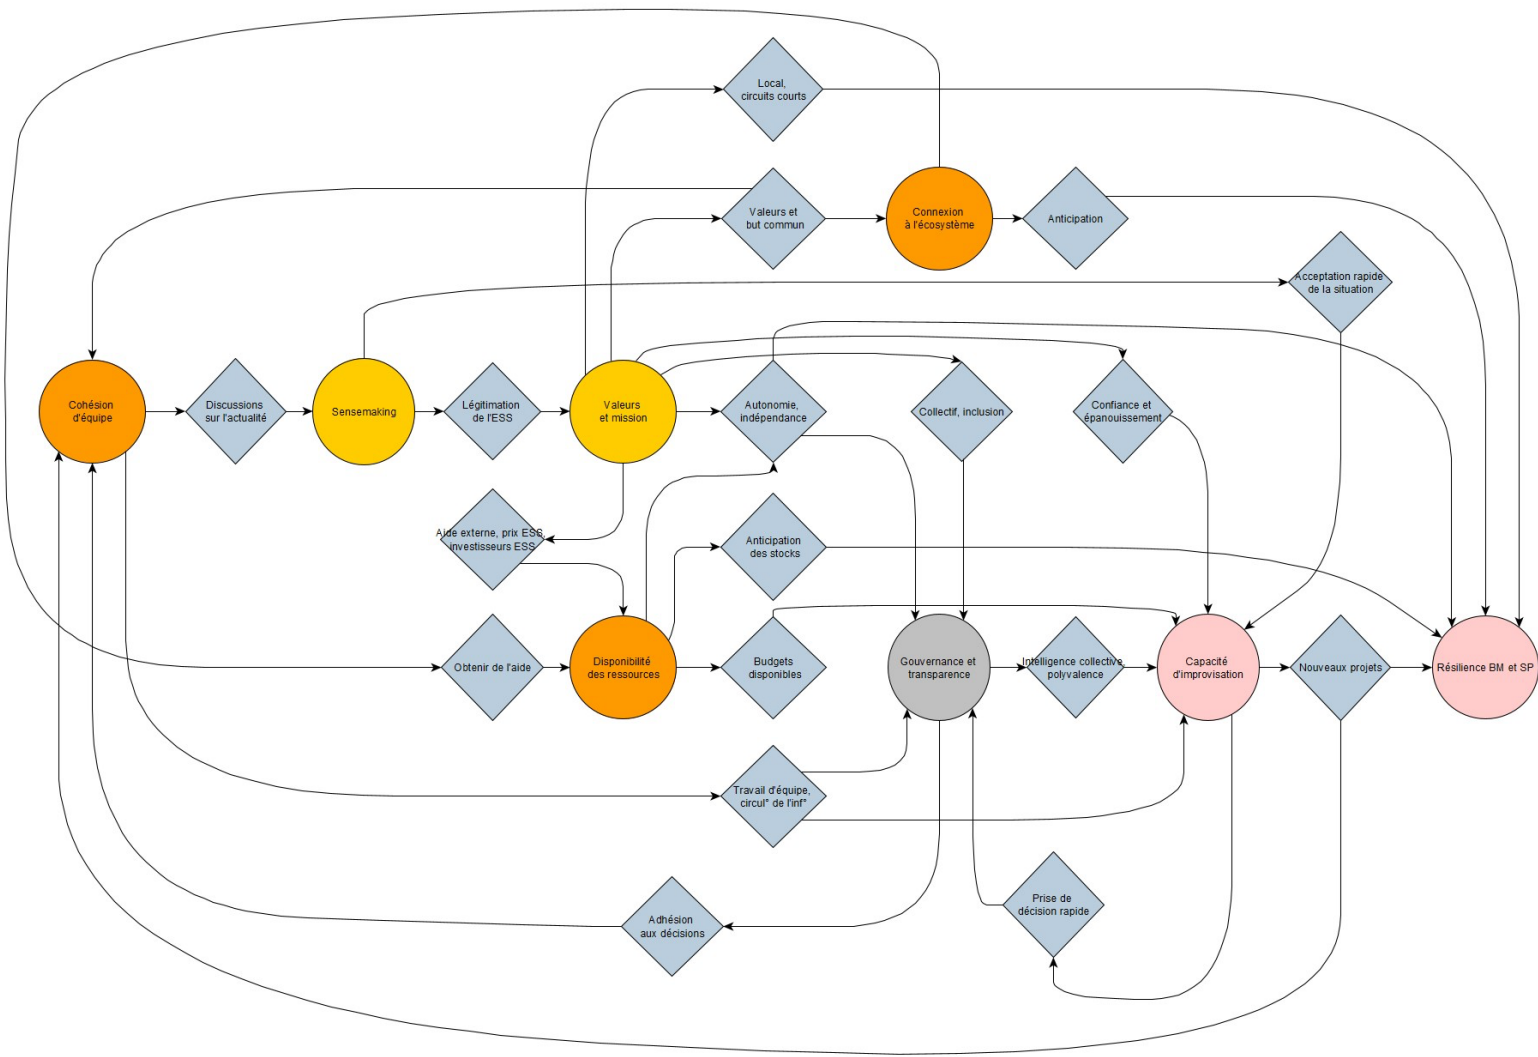 Local,
circuits courts
Valeurs et
but commun
Connexion
à l'écosystème
Anticipation
Acceptation rapide
de la situation
Cohésion
d'équipe
Discussions
sur l'actualité
Sensemaking
Légitimation
de l'ESS
Valeurs
et mission
Autonomie,
indépendance
Collectif, inclusion
Confiance et
épanouissement
Aide externe, prix ESS,
investisseurs ESS
Anticipation
des stocks
Obtenir de l'aide
Disponibilité
des ressources
Budgets
disponibles
Gouvernance et
transparence
Intelligence collective,
polyvalence
Capacité
d'improvisation
Nouveaux projets
Résilience BM et SP
Travail d'équipe,
circul° de l'inf°
Prise de
décision rapide
Adhésion
aux décisions